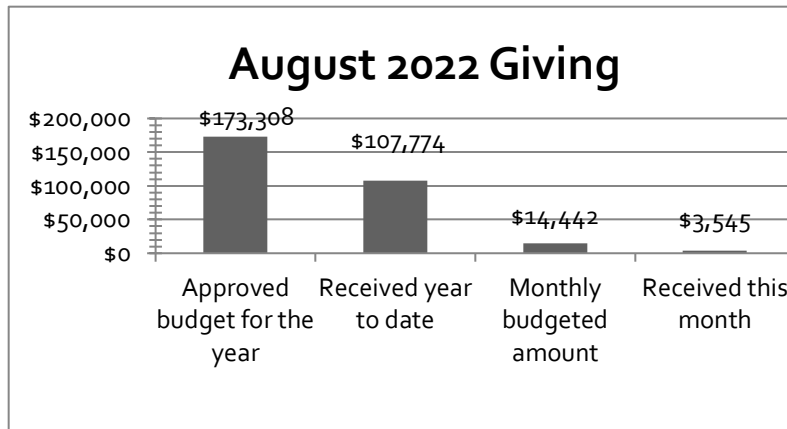 August 2022 Giving
$200,000
$150,000
$100,000
$50,000
$0
$173,308
$107,774
$14,442
$3,545
Approved
budget for the
year
Received year
to date
Monthly
budgeted
amount
Received this
month